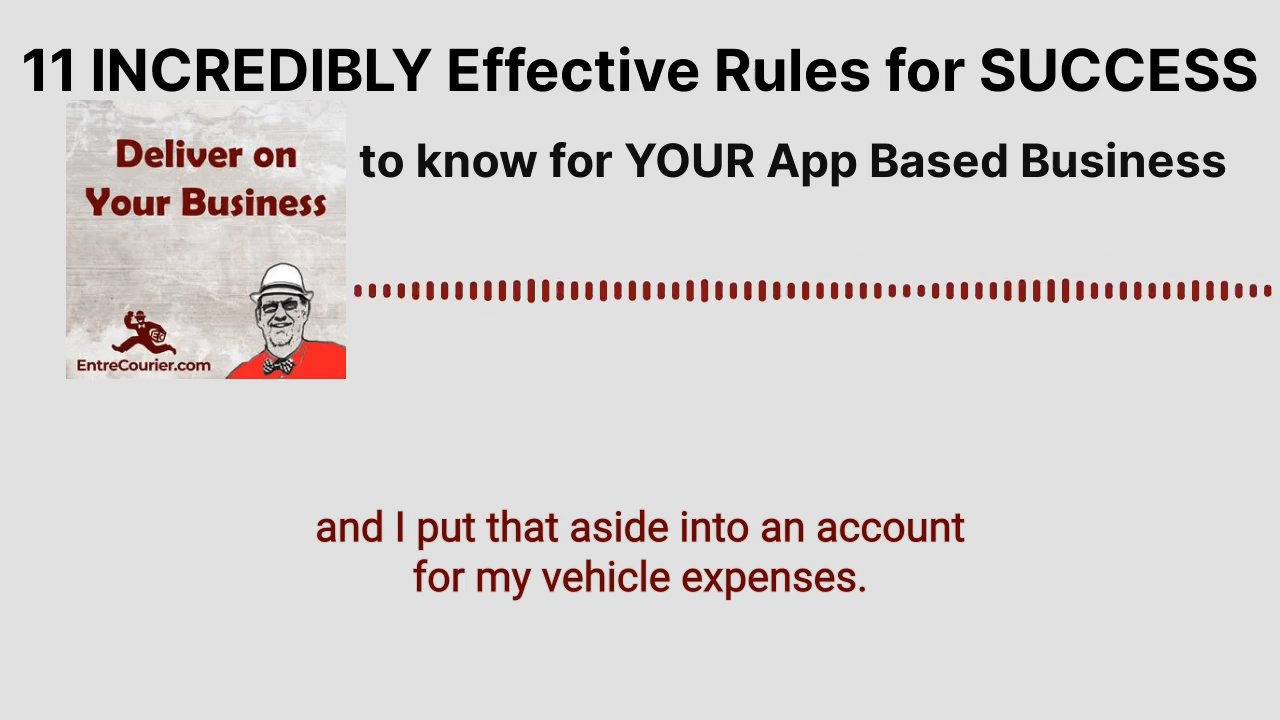 11 INCREDIBLY Effective Rules for SUCCESS
to know for YOUR App Based Business
Deliver on
Your Business
EntreCourier.com
and I put that aside into an account
for my vehicle expenses.